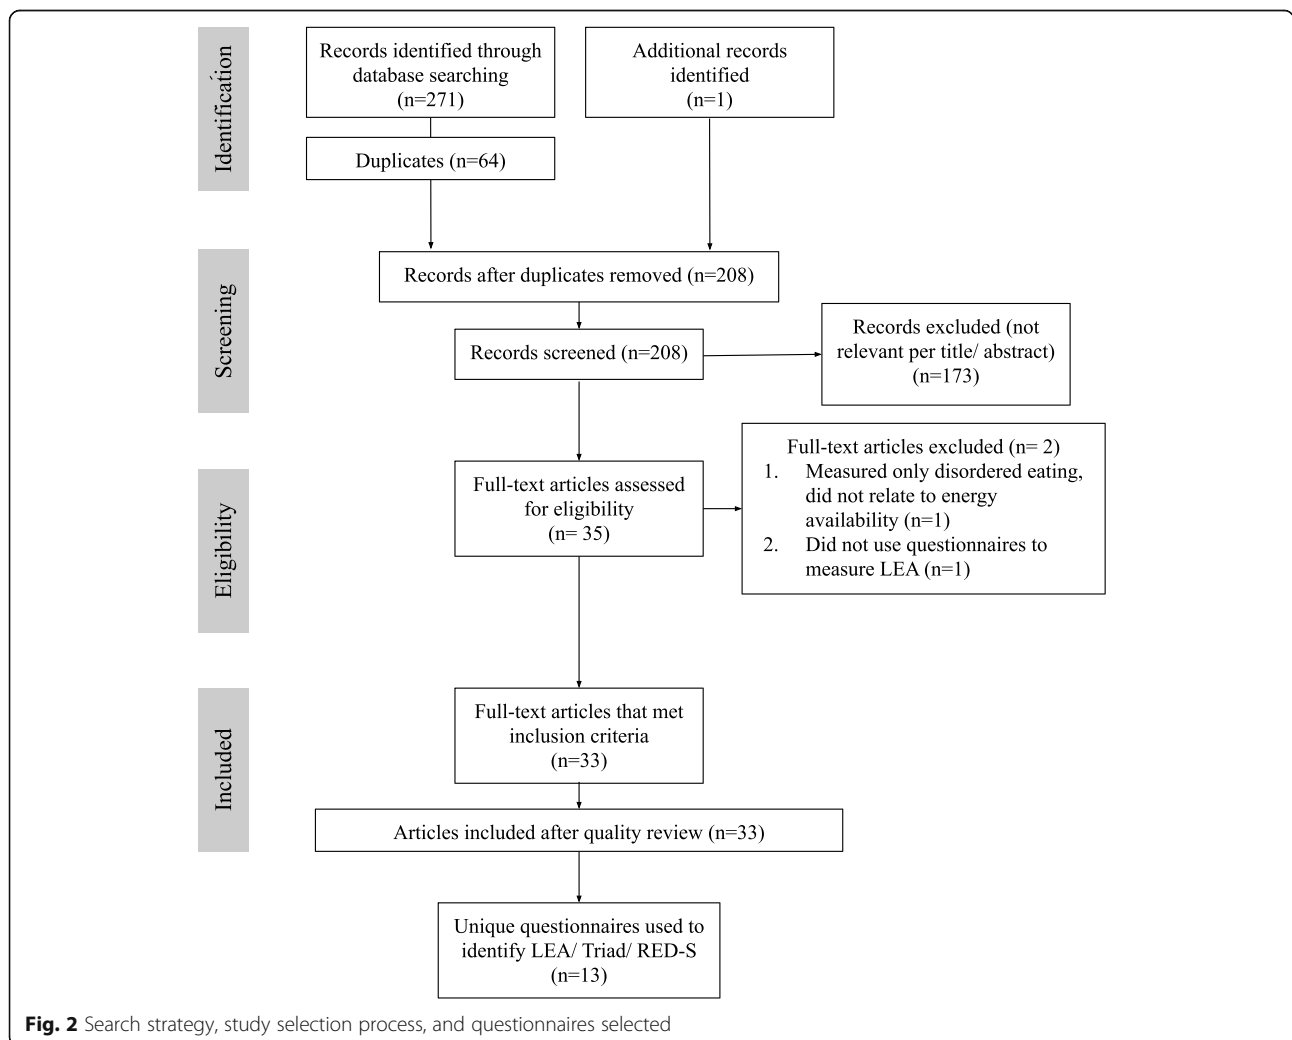 Identification
Records identified through
database searching
(n=271)
Additional records
identified
(n=1)
Duplicates (n=64)
Screening
Records after duplicates removed (n=208)
Records screened (n=208)
Records excluded (not
relevant per title/ abstract)
(n=173)
Eligibility
Full-text articles assessed
for eligibility
(n= 35)
Full-text articles excluded (n= 2)
1. Measured only disordered eating,
did not relate to energy
availability (n=1)
2. Did not use questionnaires to
measure LEA (n=1)
Included
Full-text articles that met
inclusion criteria
(n=33)
Articles included after quality review (n=33)
Unique questionnaires used to
identify LEA/ Triad/ RED-S
(n=13)
Fig. 2 Search strategy, study selection process, and questionnaires selected